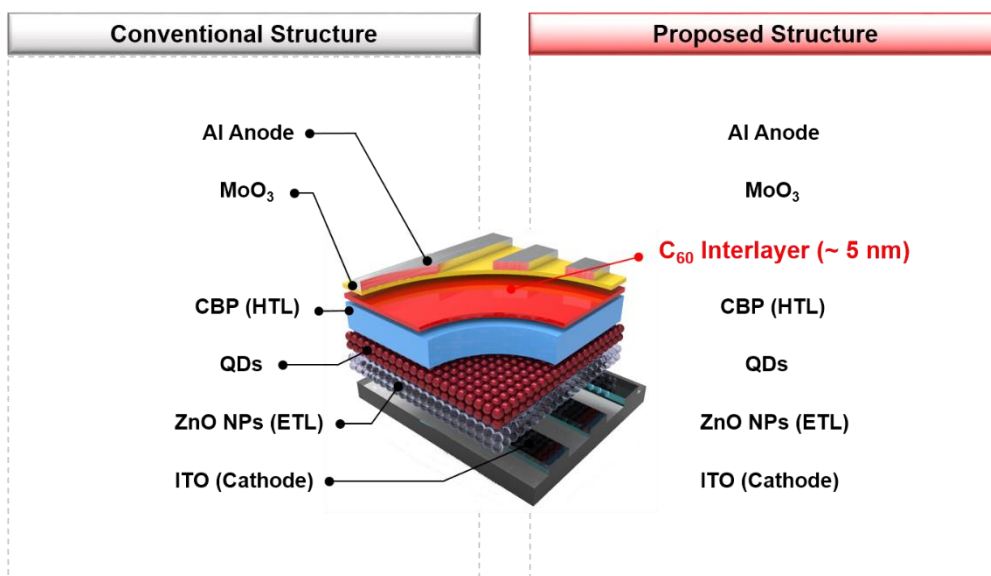 Conventional Structure
Proposed Structure
Al Anode
MoO₃
CBP (HTL)
QDs
ZnO NPs (ETL)
ITO (Cathode)
Al Anode
MoO₃
C₆₀ Interlayer (~ 5 nm)
CBP (HTL)
QDs
ZnO NPs (ETL)
ITO (Cathode)